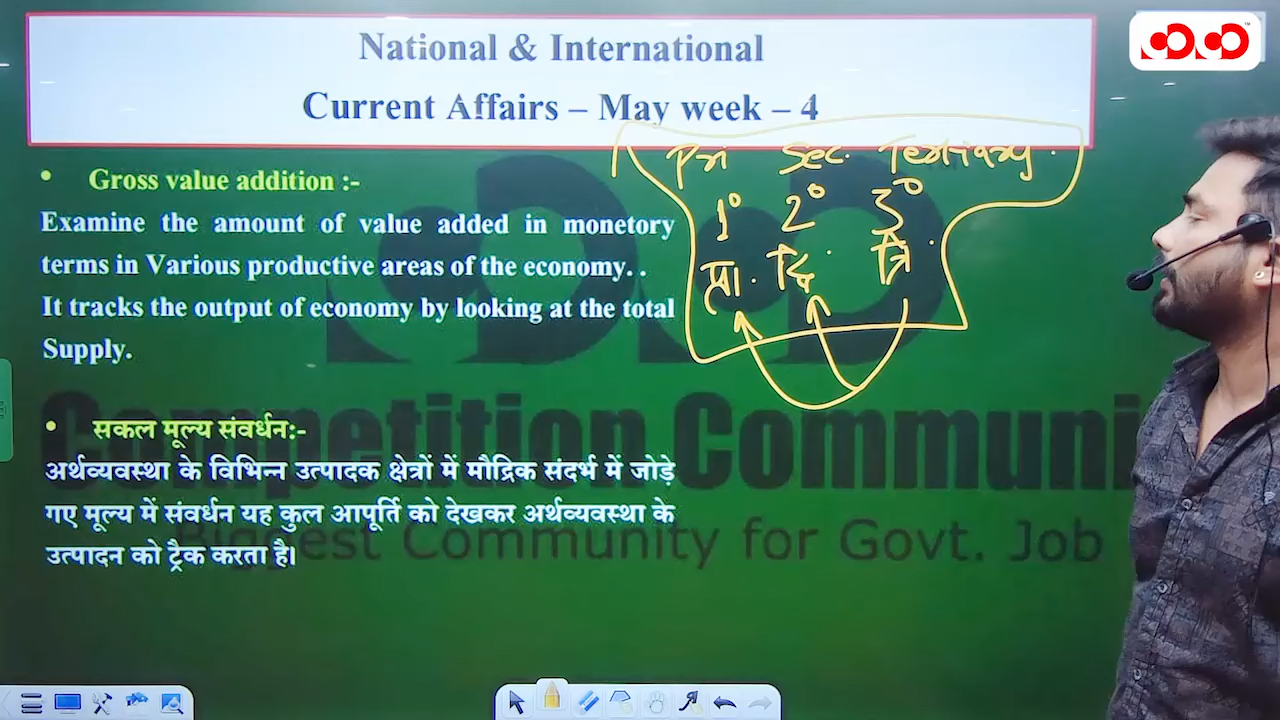 National & International
Current Affairs – May week – 4
Pri Sec. Tertiary.
1° 2° 3°
प्रा. द्वि. त्रि.
• Gross value addition :-
Examine the amount of value added in monetory
terms in Various productive areas of the economy. .
It tracks the output of economy by looking at the total
Supply.
• सकल मूल्य संवर्धन:-
अर्थव्यवस्था के विभिन्न उत्पादक क्षेत्रों में मौद्रिक संदर्भ में जोड़े
गए मूल्य में संवर्धन यह कुल आपूर्ति को देखकर अर्थव्यवस्था के
उत्पादन को ट्रैक करता है।
Competition Communi
Biggest Community for Govt. Job